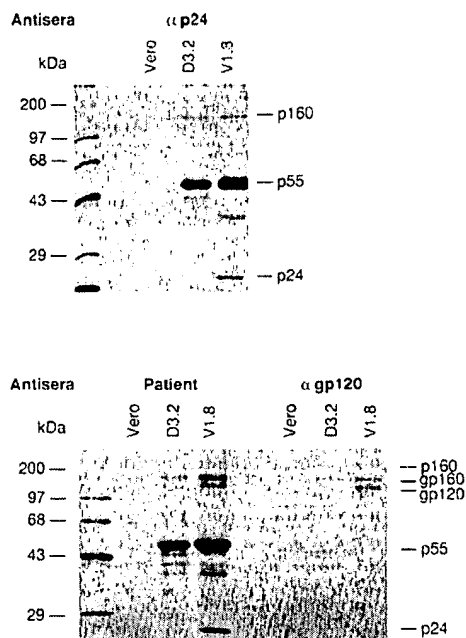 Antisera α p24
kDa Vero D3.2 V1.8
200
p160
97
68
p55
43
29
p24
Antisera Patient α gp120
kDa Vero D3.2 V1.8 Vero D3.2 V1.8
200
p160
gp160
97
gp120
68
43
p55
29
p24